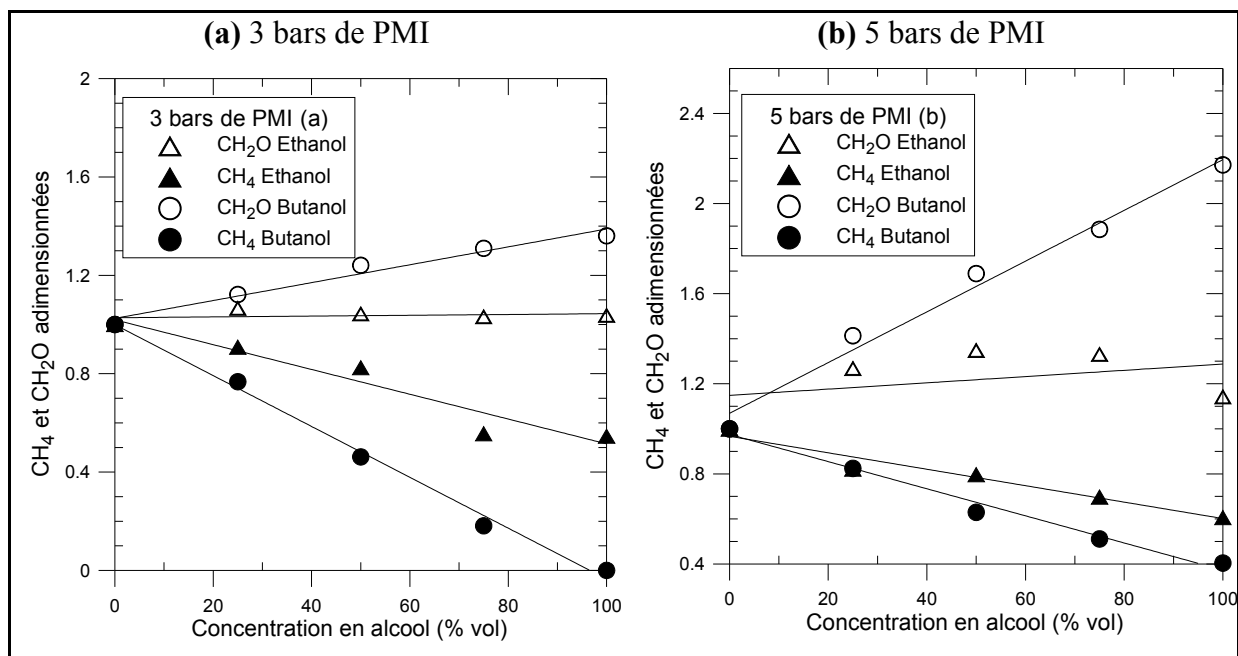 (a) 3 bars de PMI
2
1.6
1.2
0.8
0.4
0
3 bars de PMI (a)
CH₂O Ethanol
CH₄ Ethanol
CH₂O Butanol
CH₄ Butanol
CH₄ et CH₂O adimensionnées
0 20 40 60 80 100
Concentration en alcool (% vol)
(b) 5 bars de PMI
2.4
2
1.6
1.2
0.8
0.4
5 bars de PMI (b)
CH₂O Ethanol
CH₄ Ethanol
CH₂O Butanol
CH₄ Butanol
CH₄ et CH₂O adimensionnées
0 20 40 60 80 100
Concentration en alcool (% vol)